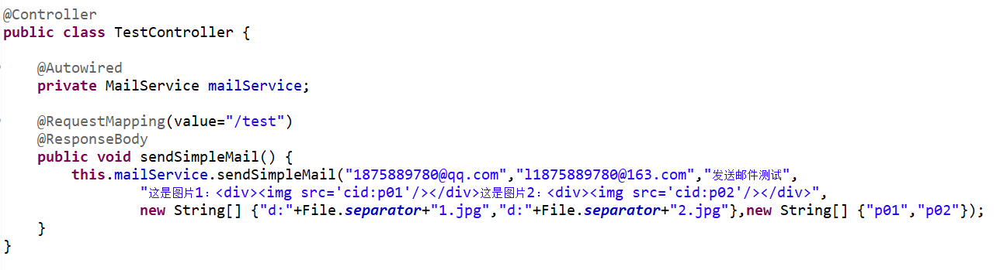 @Controller
public class TestController {
@Autowired
private MailService mailService;
@RequestMapping(value="/test")
@ResponseBody
public void sendSimpleMail() {
this.mailService.sendSimpleMail("1875889780@qq.com","l1875889780@163.com","发送邮件测试",
"这是图片1：<div><img src='cid:p01'/></div>这是图片2：<div><img src='cid:p02'/></div>",
new String[] {"d:"+File.separator+"1.jpg","d:"+File.separator+"2.jpg"},new String[] {"p01","p02"});
}
}